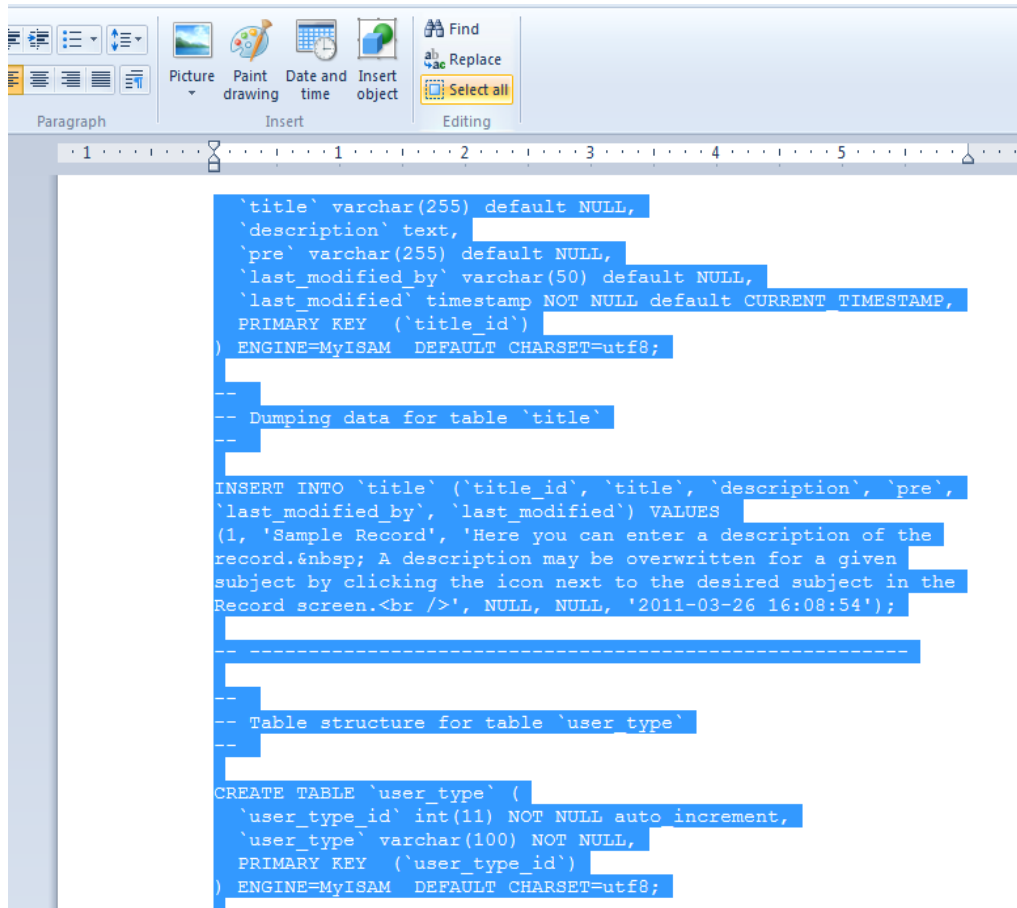 Find
Replace
Select all
Picture
Paint drawing
Date and time
Insert object
Paragraph
Insert
Editing
1 1 2 3 4 5
`title` varchar(255) default NULL,
`description` text,
`pre` varchar(255) default NULL,
`last_modified_by` varchar(50) default NULL,
`last_modified` timestamp NOT NULL default CURRENT_TIMESTAMP,
PRIMARY KEY  (`title_id`)
) ENGINE=MyISAM  DEFAULT CHARSET=utf8;
--
-- Dumping data for table `title`
--
INSERT INTO `title` (`title_id`, `title`, `description`, `pre`,
`last_modified_by`, `last_modified`) VALUES
(1, 'Sample Record', 'Here you can enter a description of the
record.&nbsp; A description may be overwritten for a given
subject by clicking the icon next to the desired subject in the
Record screen.<br />', NULL, NULL, '2011-03-26 16:08:54');
-- --------------------------------------------------------
--
-- Table structure for table `user_type`
--
CREATE TABLE `user_type` (
`user_type_id` int(11) NOT NULL auto_increment,
`user_type` varchar(100) NOT NULL,
PRIMARY KEY  (`user_type_id`)
) ENGINE=MyISAM  DEFAULT CHARSET=utf8;